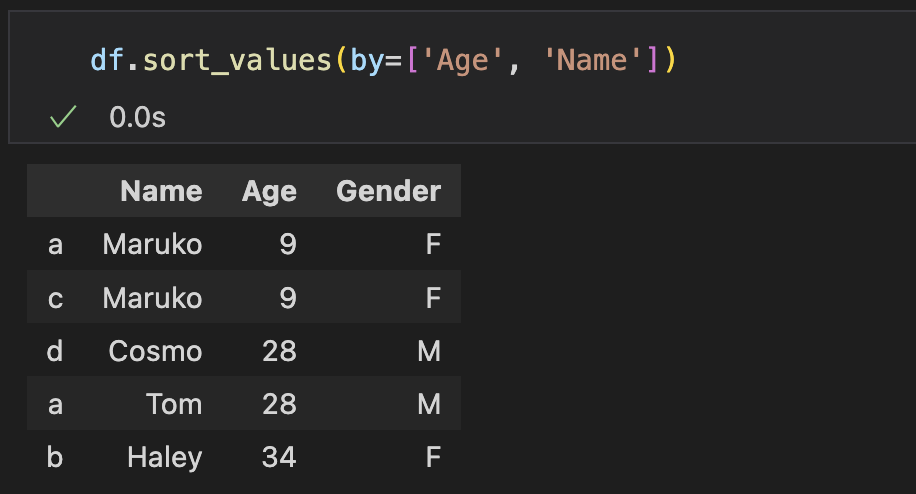 df.sort_values(by=['Age', 'Name'])
✓ 0.0s
Name Age Gender
a Maruko 9 F
c Maruko 9 F
d Cosmo 28 M
a Tom 28 M
b Haley 34 F